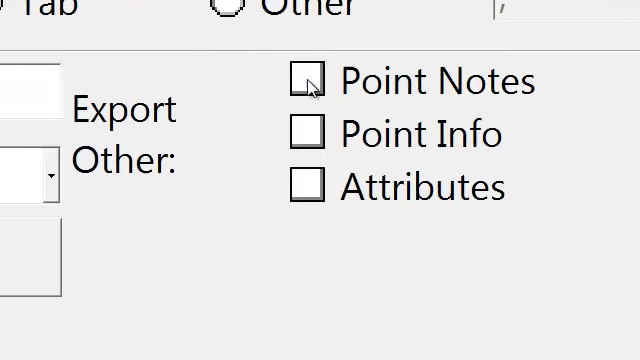 Tab
Other
,
Export
Other:
Point Notes
Point Info
Attributes